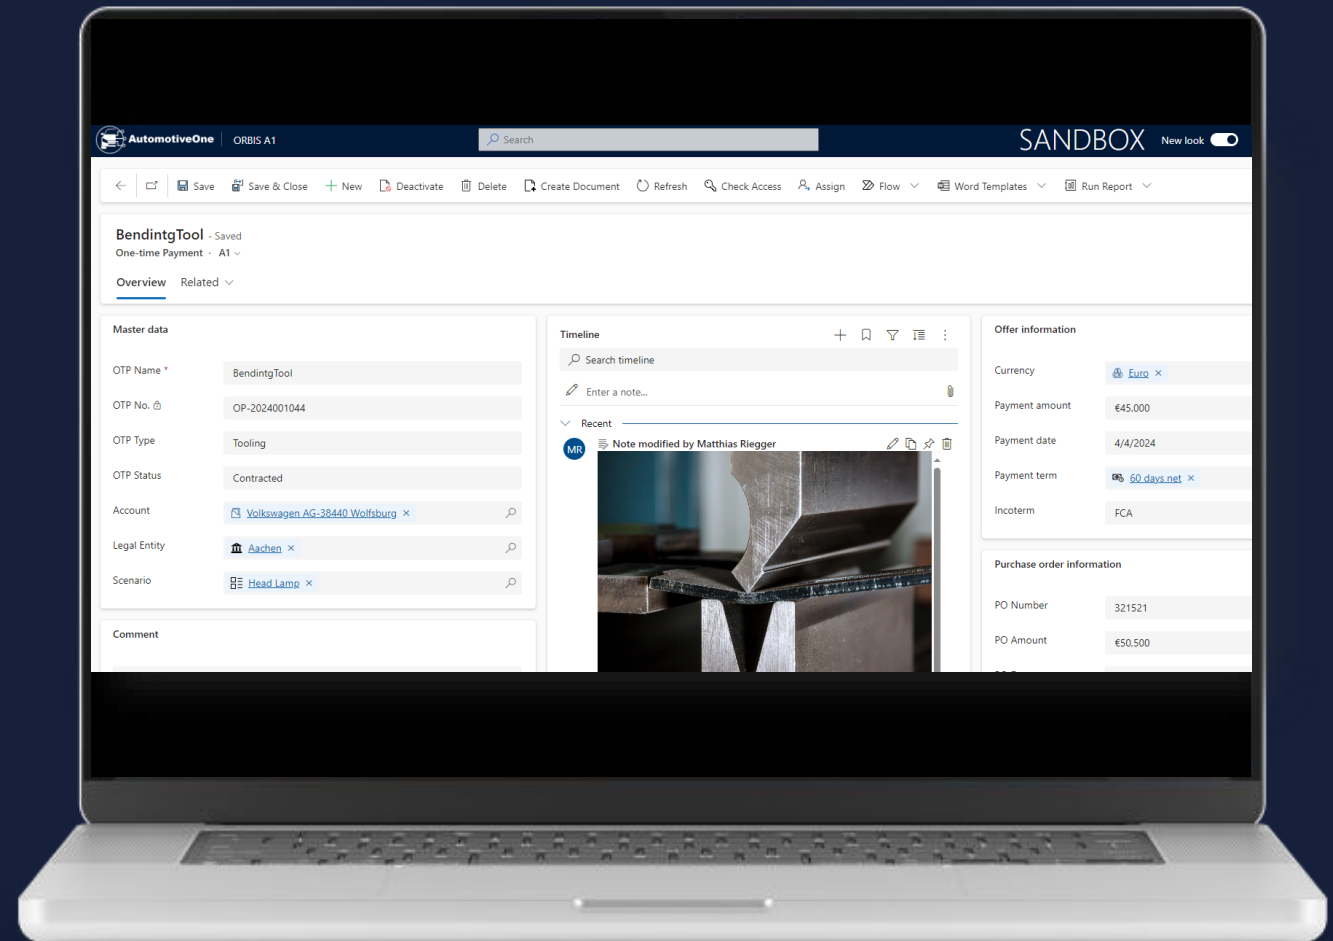 AutomotiveOne ORBIS A1 Search SANDBOX New look
Save Save & Close New Deactivate Delete Create Document Refresh Check Access Assign Flow Word Templates Run Report
BendintgTool - Saved
One-time Payment · A1
Overview Related
Master data
OTP Name * BendintgTool
OTP No. OP-2024001044
OTP Type Tooling
OTP Status Contracted
Account Volkswagen AG-38440 Wolfsburg ×
Legal Entity Aachen ×
Scenario Head Lamp ×
Comment
Timeline
Search timeline
Enter a note...
Recent
MR Note modified by Matthias Riegger
Offer information
Currency Euro ×
Payment amount €45.000
Payment date 4/4/2024
Payment term 60 days net ×
Incoterm FCA
Purchase order information
PO Number 321521
PO Amount €50,500